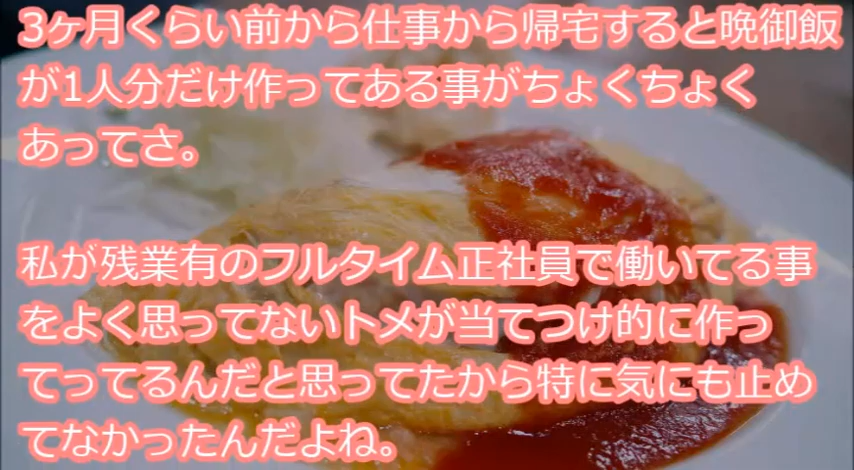 3ヶ月くらい前から仕事から帰宅すると晩御飯
が1人分だけ作ってある事がちょくちょく
あってさ。
私が残業有のフルタイム正社員で働いてる事
をよく思ってないトメが当てつけ的に作っ
てってるんだと思ってたから特に気にも止め
てなかったんだよね。